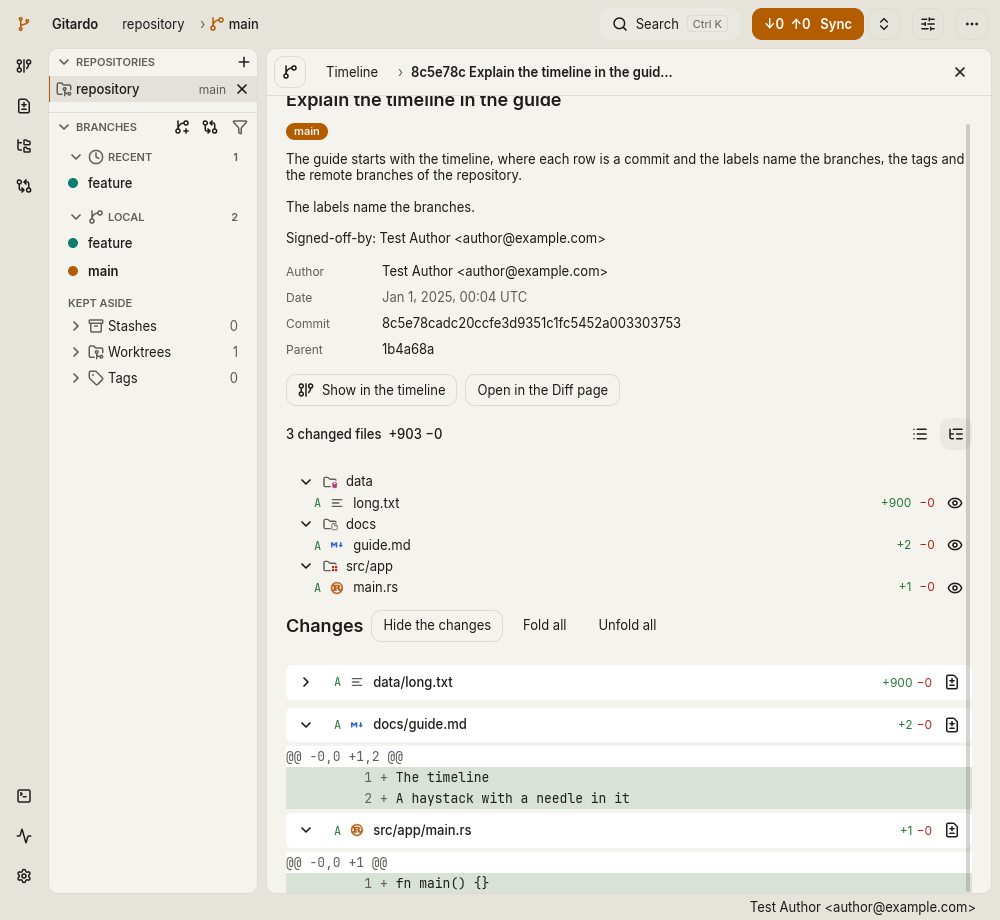 Gitardo
repository
main
Search
Ctrl K
↓0 ↑0 Sync
REPOSITORIES
repository
main
BRANCHES
RECENT
1
feature
LOCAL
2
feature
main
KEPT ASIDE
Stashes
0
Worktrees
1
Tags
0
Timeline
8c5e78c Explain the timeline in the guid…
Explain the timeline in the guide
main
The guide starts with the timeline, where each row is a commit and the labels name the branches, the tags and
the remote branches of the repository.
The labels name the branches.
Signed-off-by: Test Author <author@example.com>
Author
Test Author <author@example.com>
Date
Jan 1, 2025, 00:04 UTC
Commit
8c5e78cadc20ccfe3d9351c1fc5452a003303753
Parent
1b4a68a
Show in the timeline
Open in the Diff page
3 changed files +903 −0
data
A long.txt +900 −0
docs
A M↓ guide.md +2 −0
src/app
A main.rs +1 −0
Changes
Hide the changes
Fold all
Unfold all
A data/long.txt +900 −0
A M↓ docs/guide.md +2 −0
@@ -0,0 +1,2 @@
1 + The timeline
2 + A haystack with a needle in it
A src/app/main.rs +1 −0
@@ -0,0 +1 @@
1 + fn main() {}
Test Author <author@example.com>